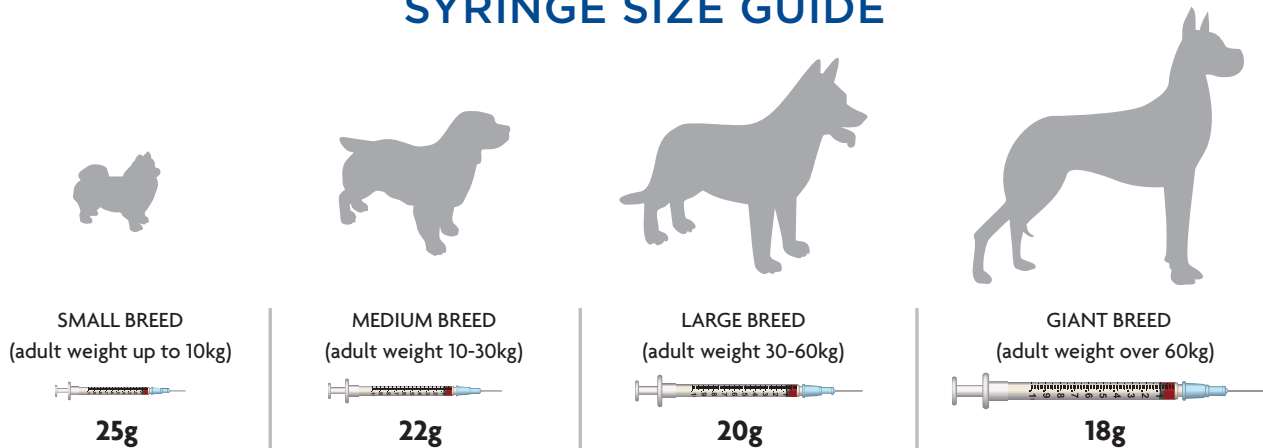 SYRINGE SIZE GUIDE
SMALL BREED
(adult weight up to 10kg)
25g
MEDIUM BREED
(adult weight 10-30kg)
22g
LARGE BREED
(adult weight 30-60kg)
20g
GIANT BREED
(adult weight over 60kg)
18g